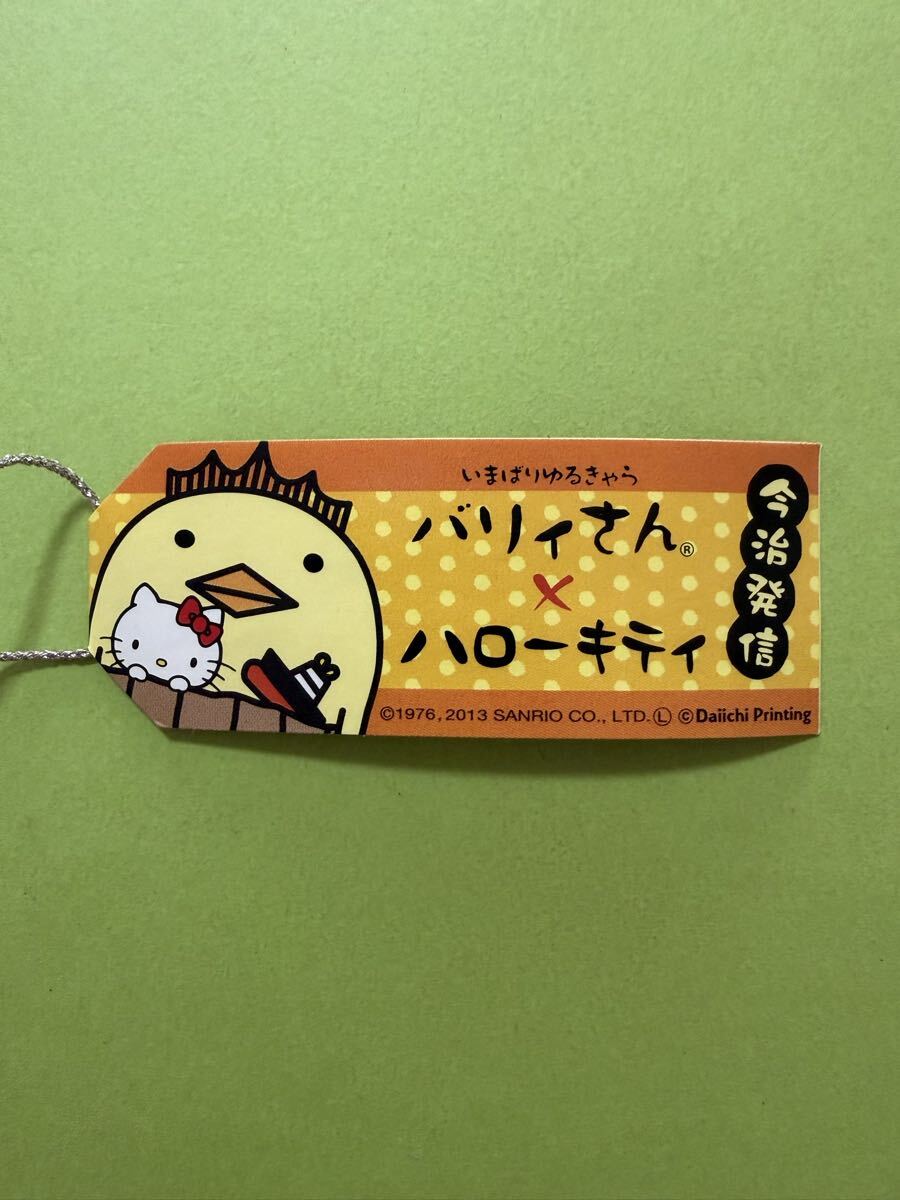 いまばりゆるきゃら
バリィさん®
×
ハローキティ
今治発信
©1976, 2013 SANRIO CO., LTD.Ⓛ ©Daiichi Printing